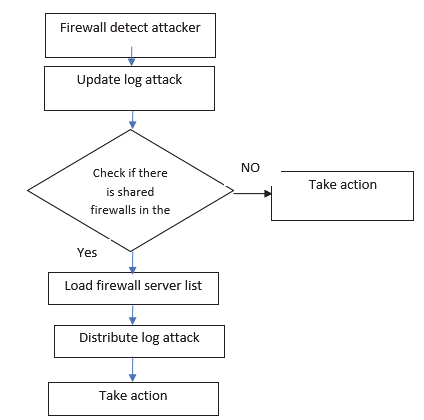 Firewall detect attacker
Update log attack
Check if there
is shared
firewalls in the
NO
Take action
Yes
Load firewall server list
Distribute log attack
Take action